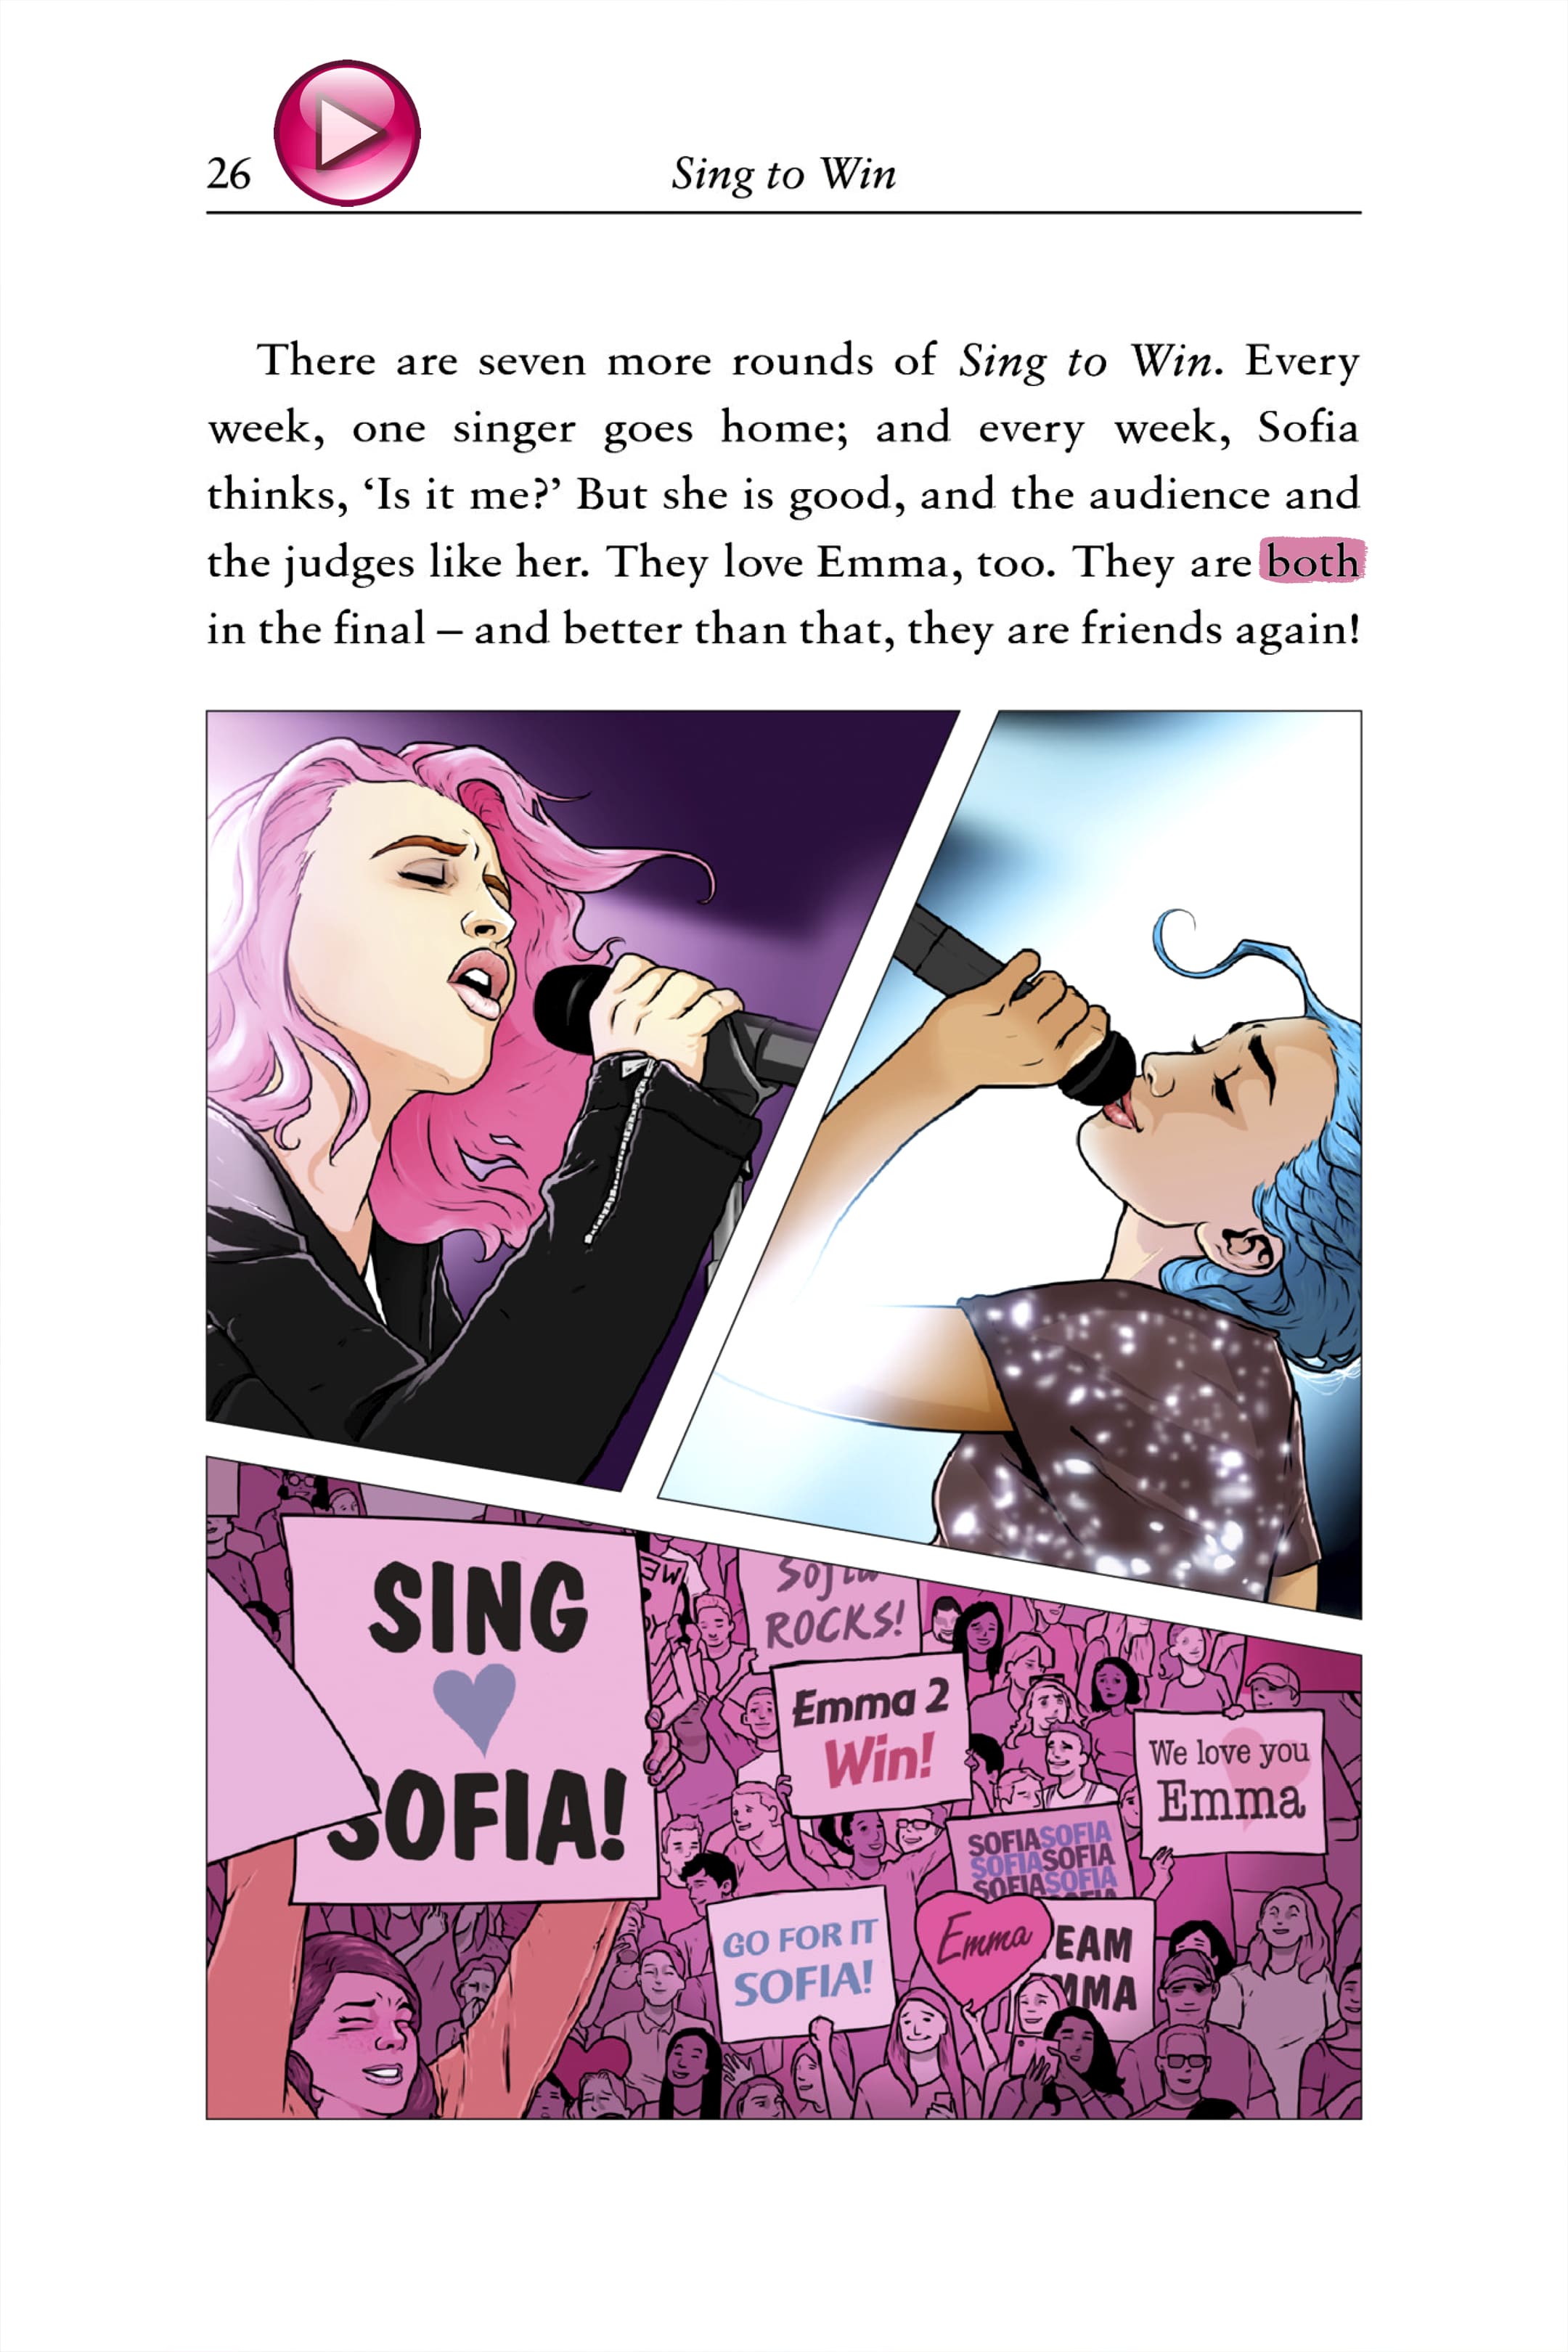 26
Sing to Win
There are seven more rounds of Sing to Win. Every
week, one singer goes home; and every week, Sofia
thinks, ‘Is it me?’ But she is good, and the audience and
the judges like her. They love Emma, too. They are both
in the final – and better than that, they are friends again!
SING
SOFIA!
Sofia
ROCKS!
Emma 2
Win!
We love you
Emma
SOFIASOFIA
SOFIASOFIA
SOFIASOFIA
GO FOR IT
SOFIA!
Emma
EAM
MMA